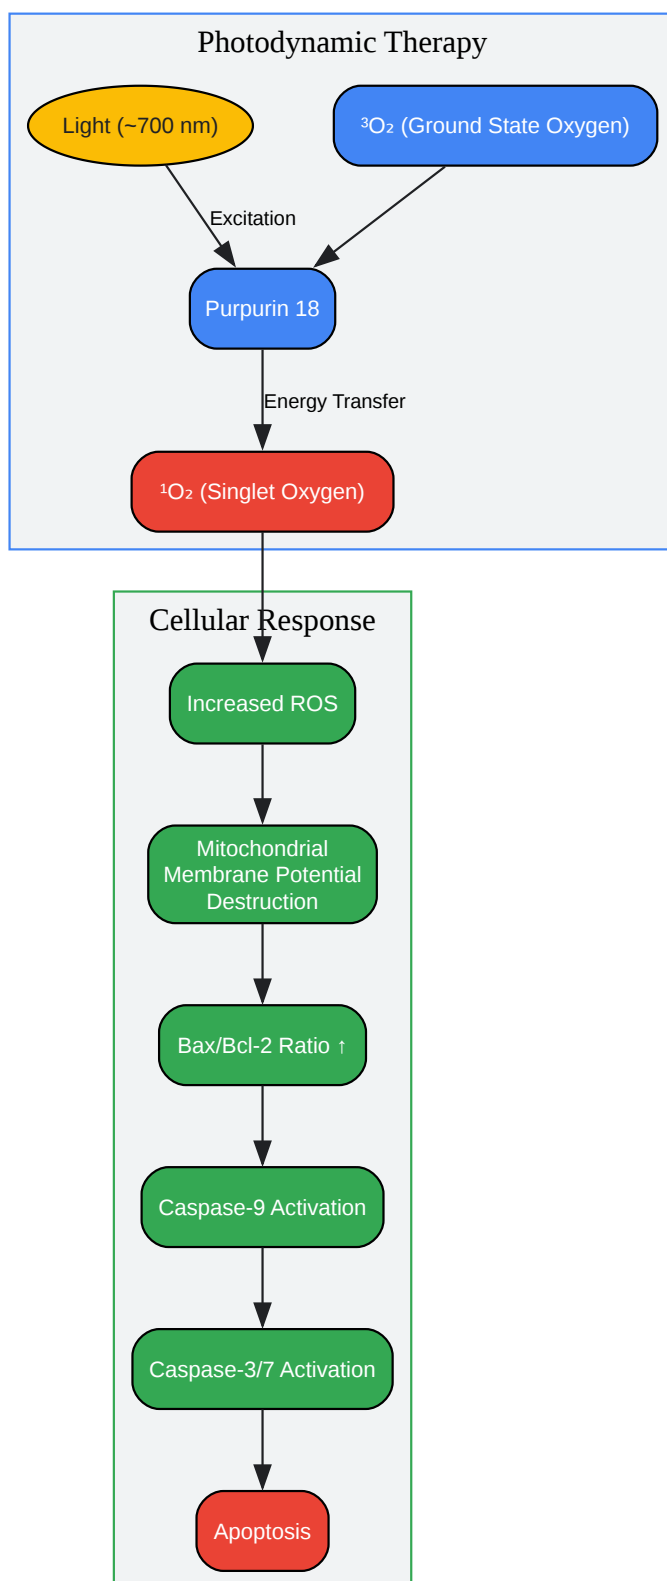 Photodynamic Therapy
Light (~700 nm)
³O₂ (Ground State Oxygen)
Excitation
Purpurin 18
Energy Transfer
¹O₂ (Singlet Oxygen)
Cellular Response
Increased ROS
Mitochondrial
Membrane Potential
Destruction
Bax/Bcl-2 Ratio ↑
Caspase-9 Activation
Caspase-3/7 Activation
Apoptosis